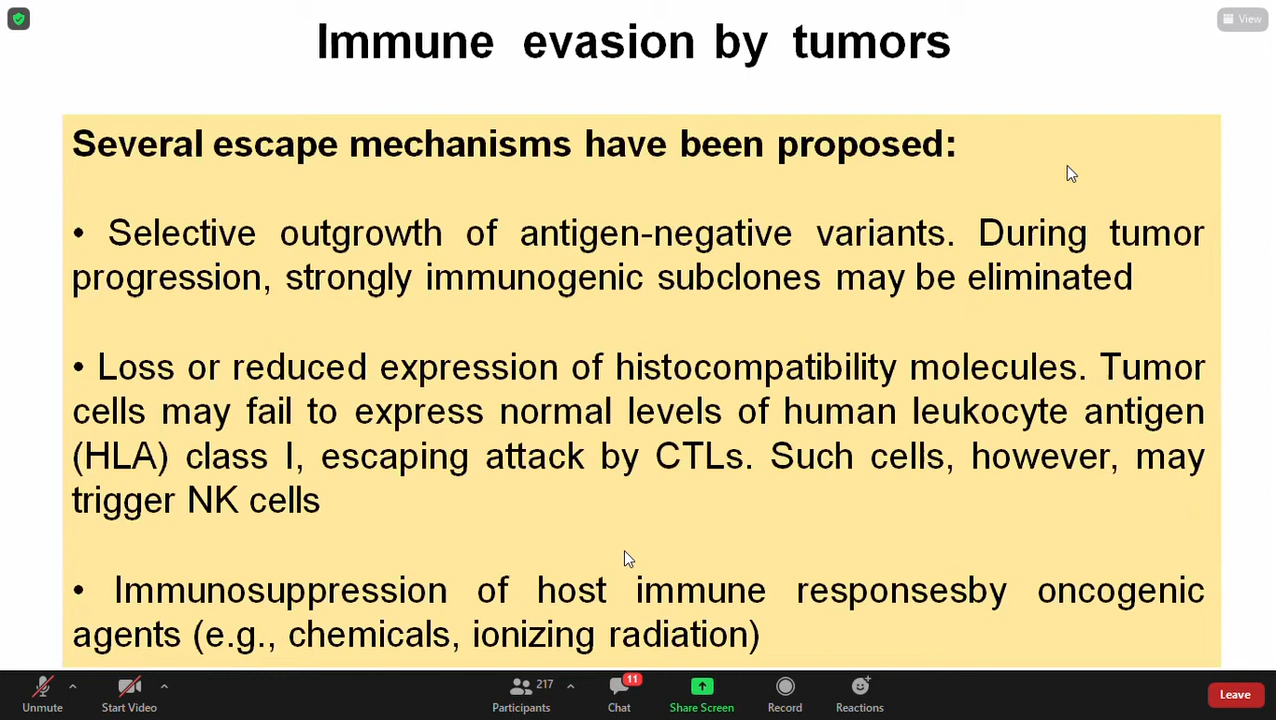 View
Immune evasion by tumors
Several escape mechanisms have been proposed:
• Selective outgrowth of antigen-negative variants. During tumor
progression, strongly immunogenic subclones may be eliminated
• Loss or reduced expression of histocompatibility molecules. Tumor
cells may fail to express normal levels of human leukocyte antigen
(HLA) class I, escaping attack by CTLs. Such cells, however, may
trigger NK cells
• Immunosuppression of host immune responsesby oncogenic
agents (e.g., chemicals, ionizing radiation)
217
11
Unmute
Start Video
Participants
Chat
Share Screen
Record
Reactions
Leave